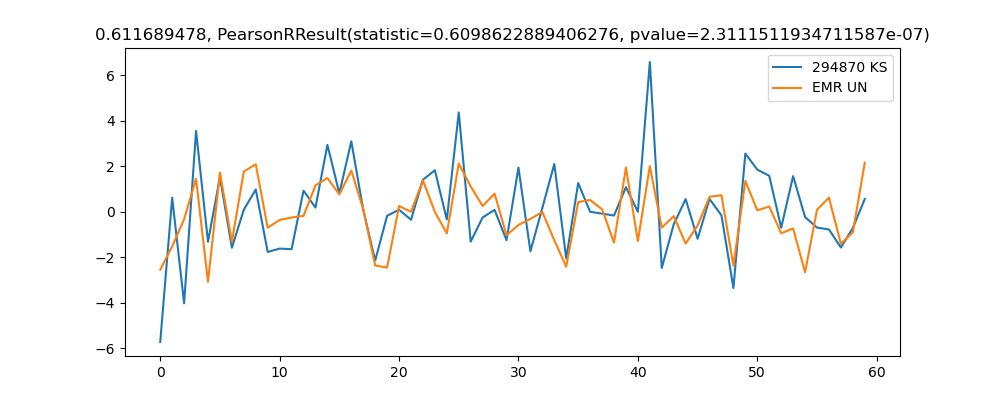 0.611689478, PearsonRResult(statistic=0.6098622889406276, pvalue=2.3111511934711587e-07)
294870 KS
EMR UN
6
4
2
0
−2
−4
−6
0 10 20 30 40 50 60